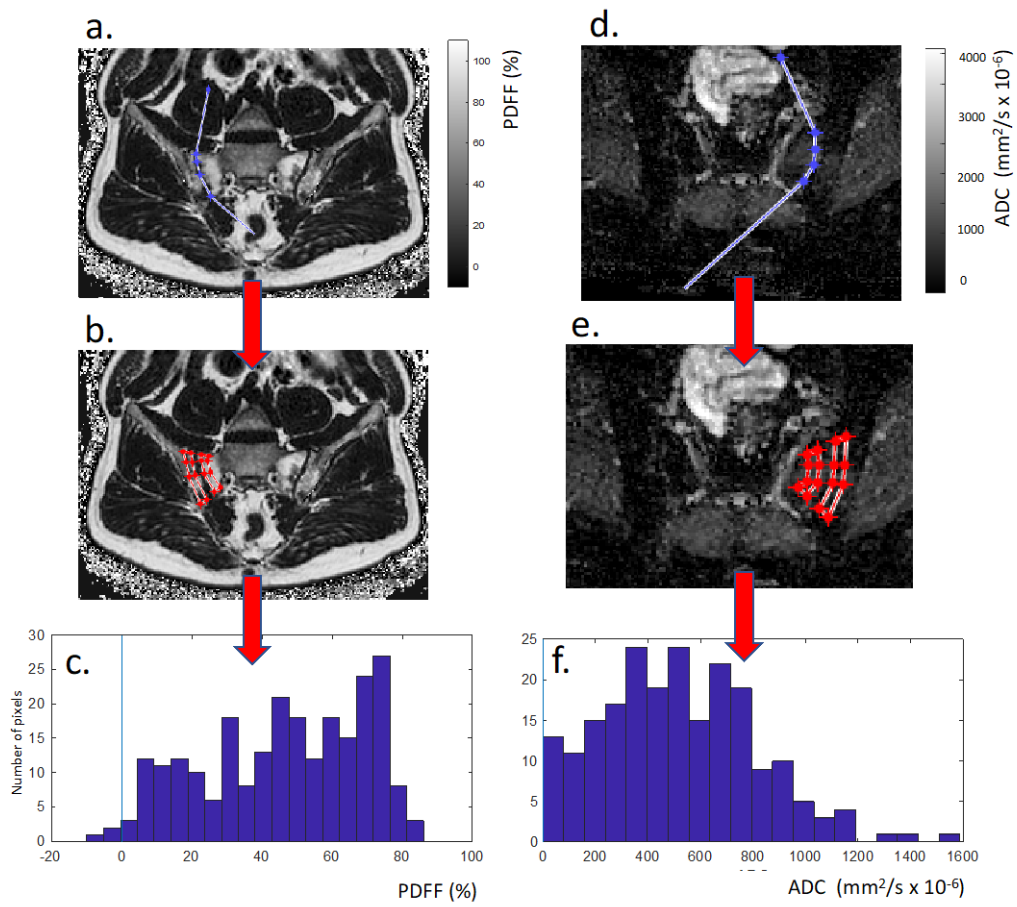 a.
100
80
60
40
20
0
PDFF (%)
d.
4000
3000
2000
1000
0
ADC (mm²/s x 10⁻⁶)
b.
e.
c.
30
25
20
15
10
5
0
Number of pixels
-20 0 20 40 60 80 100
PDFF (%)
f.
25
20
15
10
5
0
0 200 400 600 800 1000 1200 1400 1600
ADC (mm²/s x 10⁻⁶)